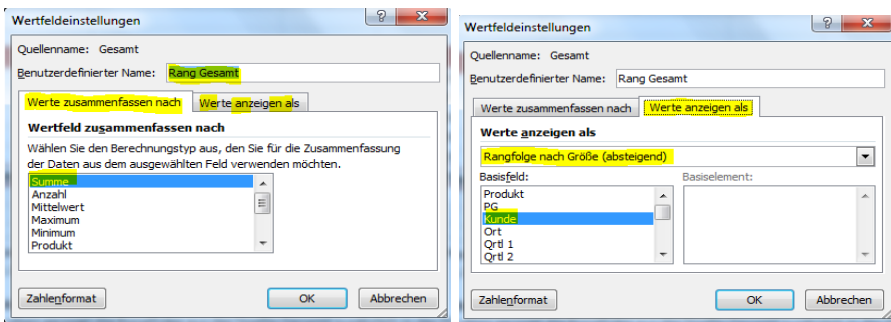 Wertfeldeinstellungen
Quellenname: Gesamt
Benutzerdefinierter Name: Rang Gesamt
Werte zusammenfassen nach Werte anzeigen als
Wertfeld zusammenfassen nach
Wählen Sie den Berechnungstyp aus, den Sie für die Zusammenfassung
der Daten aus dem ausgewählten Feld verwenden möchten.
Summe
Anzahl
Mittelwert
Maximum
Minimum
Produkt
Zahlenformat OK Abbrechen
Wertfeldeinstellungen
Quellenname: Gesamt
Benutzerdefinierter Name: Rang Gesamt
Werte zusammenfassen nach Werte anzeigen als
Werte anzeigen als
Rangfolge nach Größe (absteigend)
Basisfeld: Basiselement:
Produkt
PG
Kunde
Ort
Qrtl 1
Qrtl 2
Zahlenformat OK Abbrechen